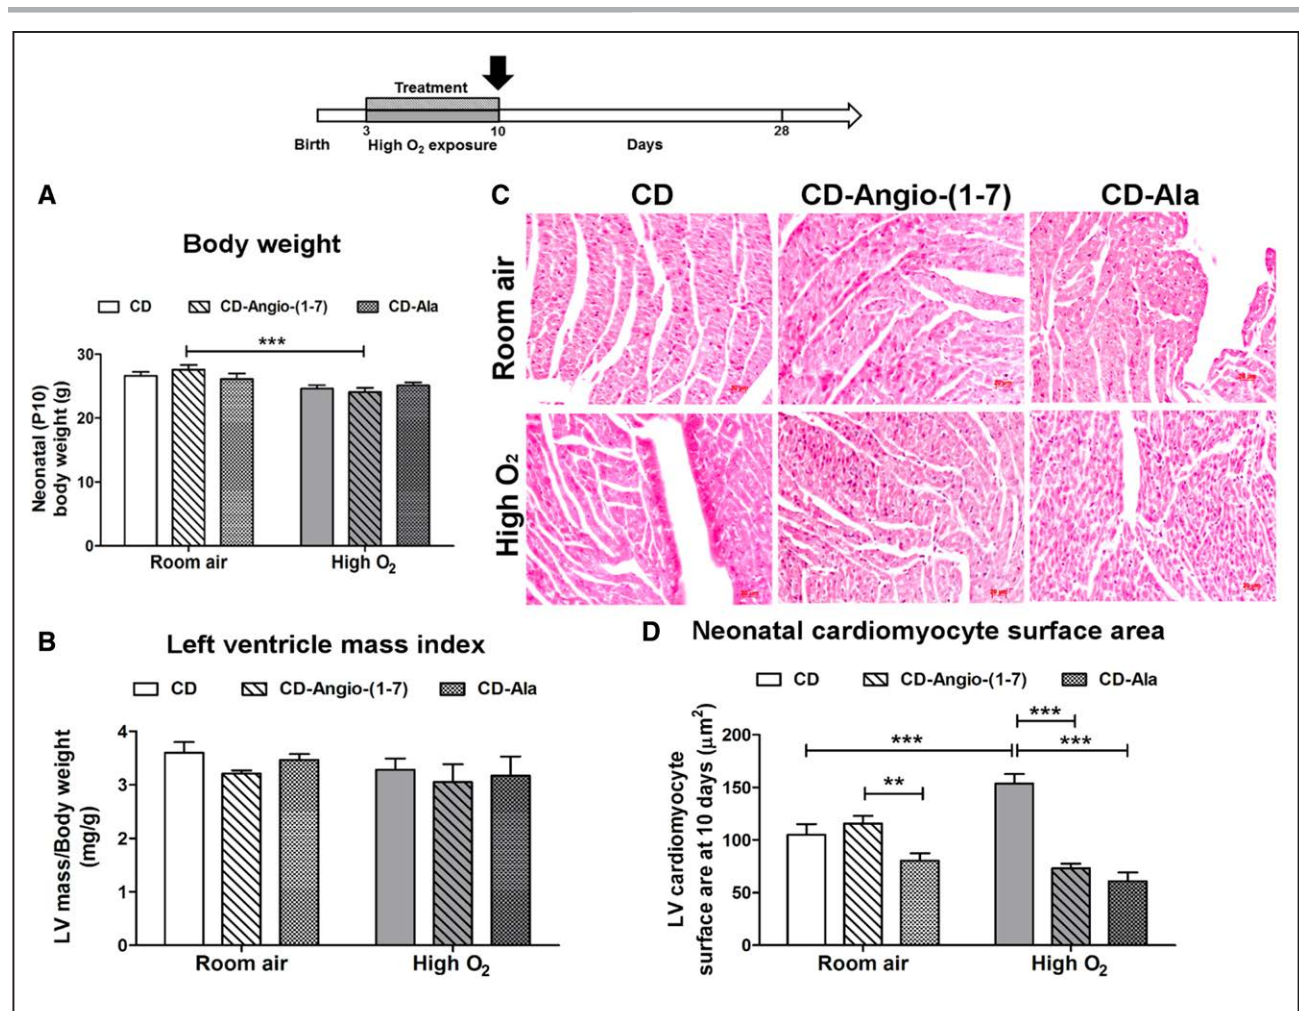 Treatment
3
10
28
Birth
High O2 exposure
Days
A
Body weight
CD
CD-Angio-(1-7)
CD-Ala
Neonatal (P10)
body weight (g)
30
20
10
0
***
Room air
High O2
C
CD
CD-Angio-(1-7)
CD-Ala
Room air
High O2
B
Left ventricle mass index
CD
CD-Angio-(1-7)
CD-Ala
LV mass/Body weight
(mg/g)
4
3
2
1
0
Room air
High O2
D
Neonatal cardiomyocyte surface area
CD
CD-Angio-(1-7)
CD-Ala
LV cardiomyocyte
surface are at 10 days (μm2)
200
150
100
50
0
***
**
***
***
Room air
High O2